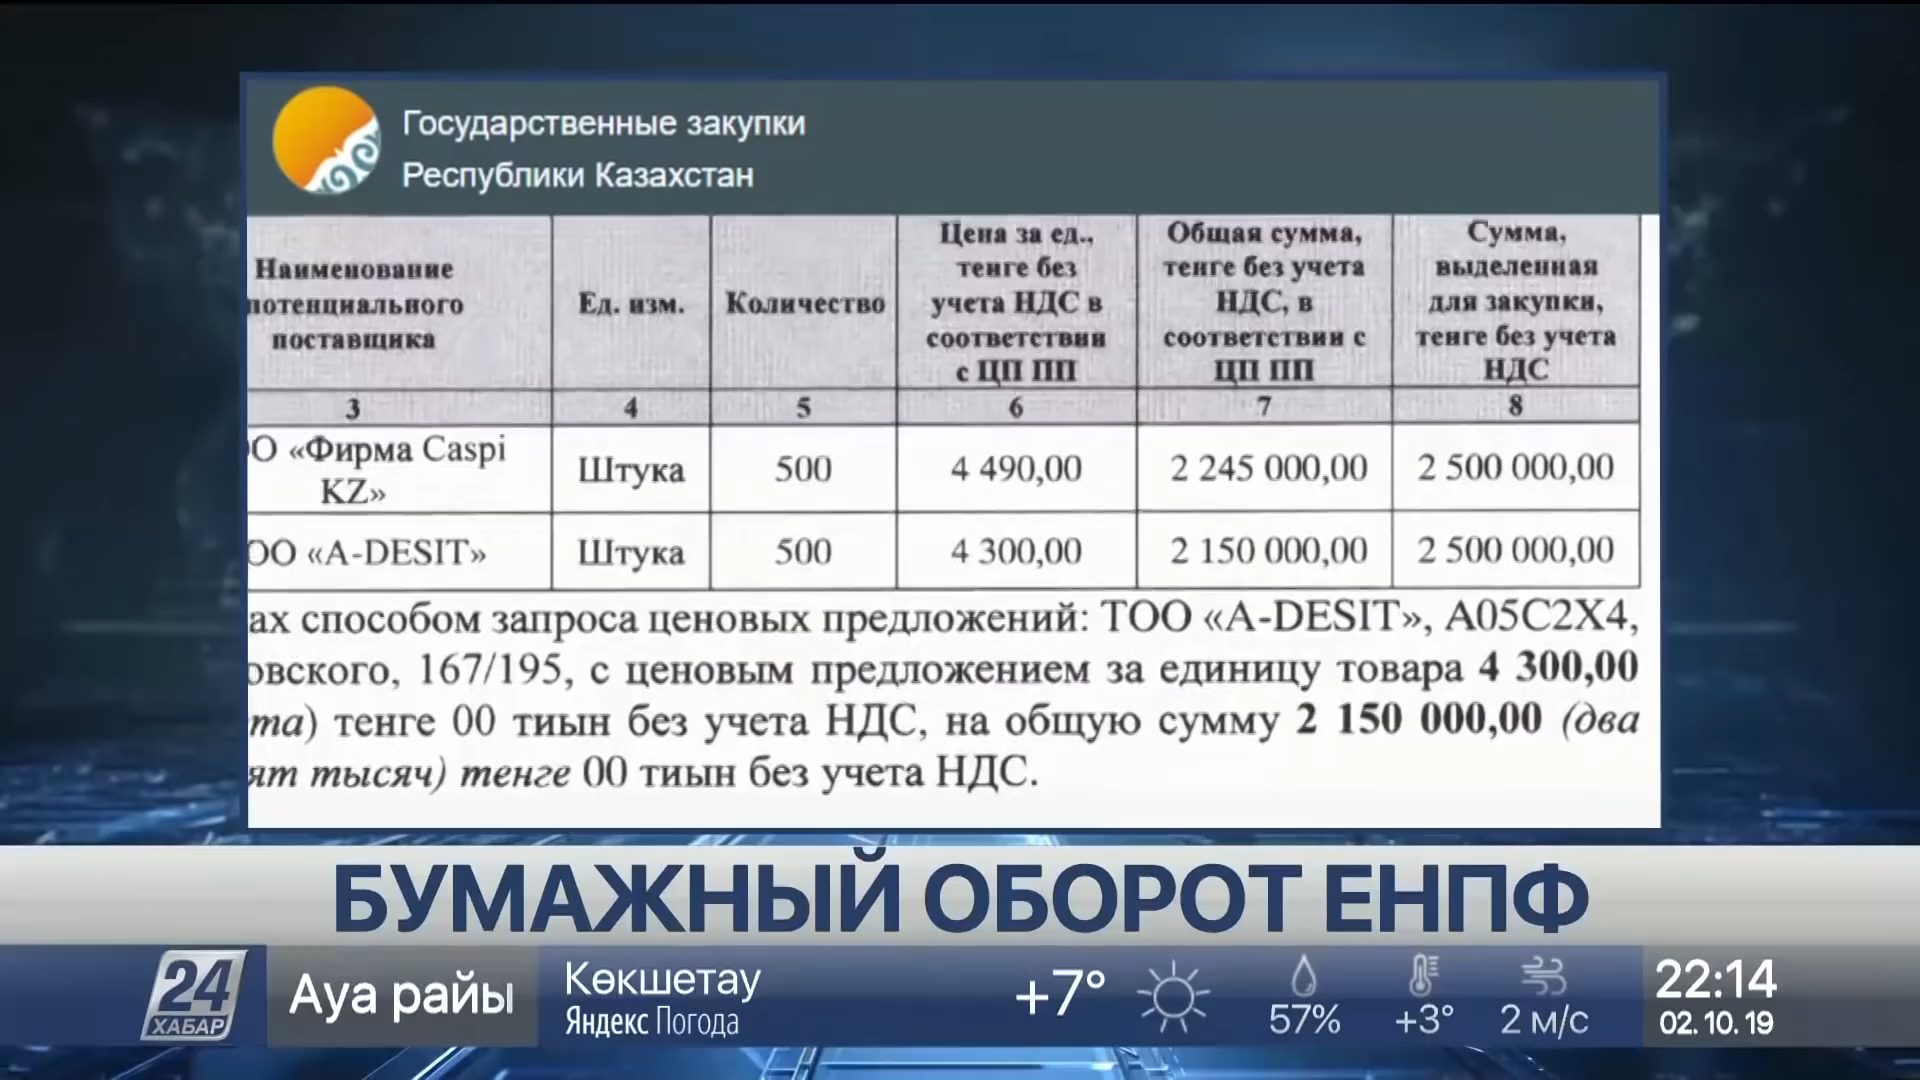 Государственные закупки
Республики Казахстан
Наименование
потенциального
поставщика
Ед. изм.
Количество
Цена за ед.,
тенге без
учета НДС в
соответствии
с ЦП ПП
Общая сумма,
тенге без учета
НДС, в
соответствии с
ЦП ПП
Сумма,
выделенная
для закупки,
тенге без учета
НДС
3 4 5 6 7 8
ОО «Фирма Caspi
KZ»
Штука 500 4 490,00 2 245 000,00 2 500 000,00
ОО «A-DESIT» Штука 500 4 300,00 2 150 000,00 2 500 000,00
ах способом запроса ценовых предложений: ТОО «A-DESIT», A05C2X4,
овского, 167/195, с ценовым предложением за единицу товара 4 300,00
та) тенге 00 тиын без учета НДС, на общую сумму 2 150 000,00 (два
ят тысяч) тенге 00 тиын без учета НДС.
БУМАЖНЫЙ ОБОРОТ ЕНПФ
24
ХАБАР
Ауа райы
Көкшетау
Яндекс Погода
+7°
57%
+3°
2 м/с
22:14
02.10.19